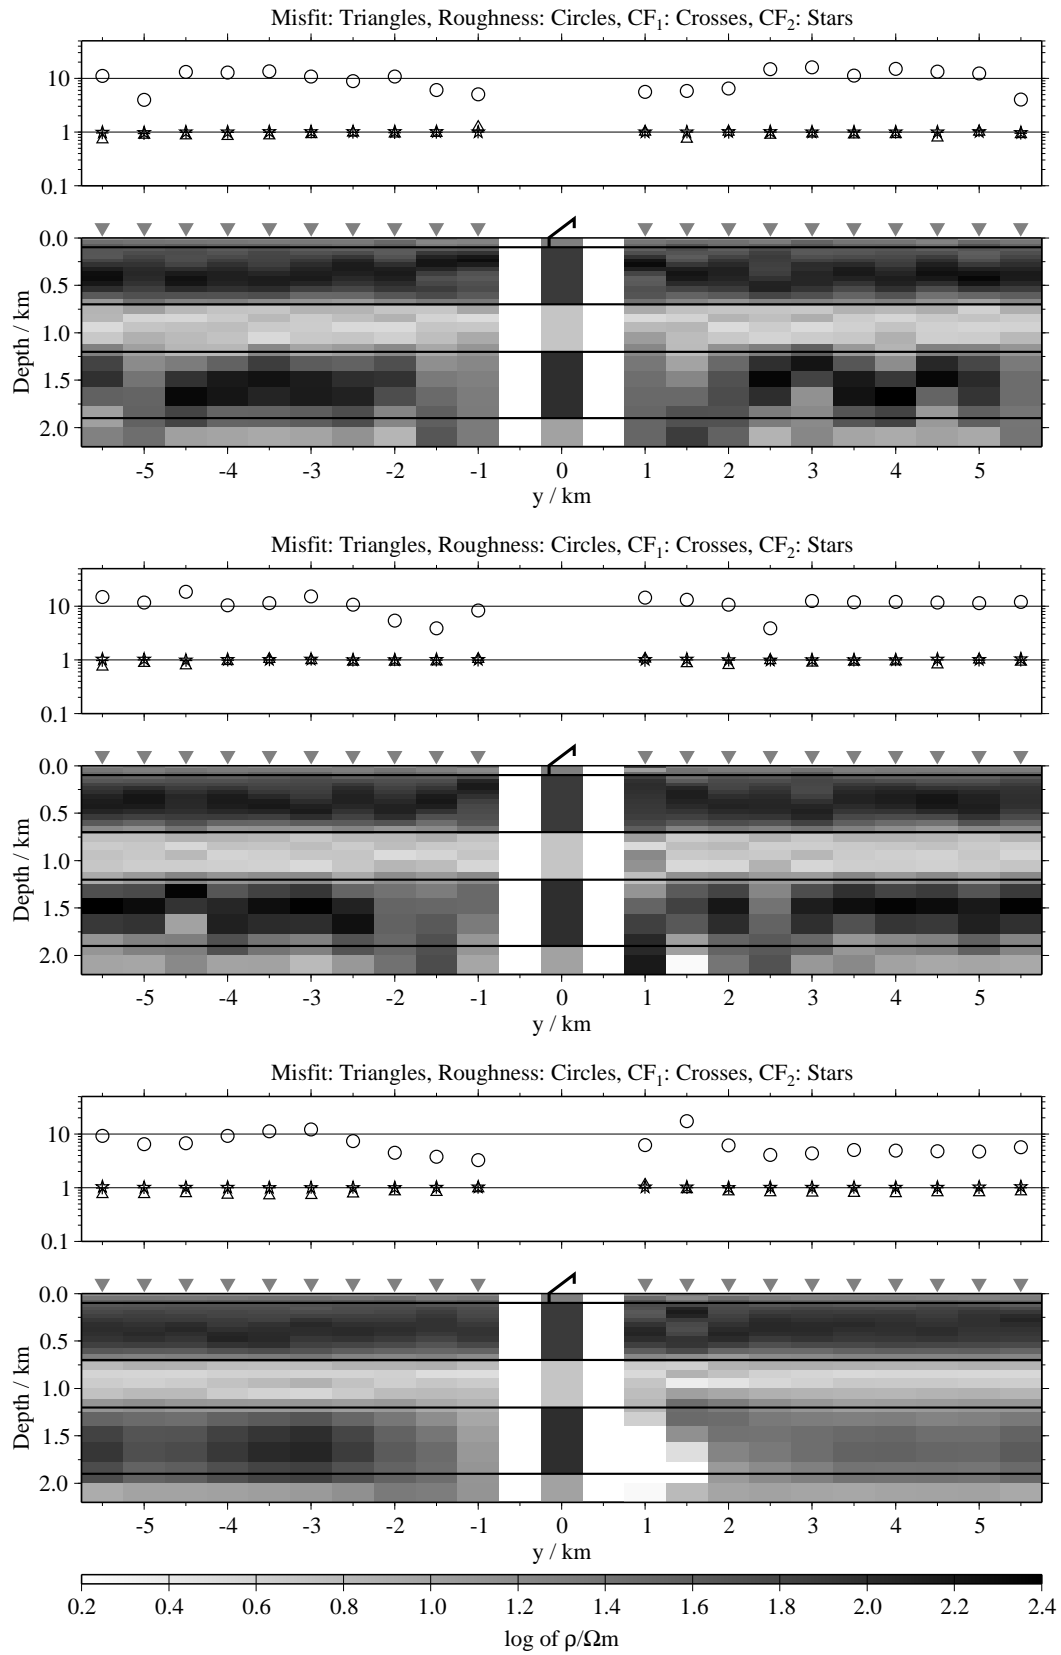 Misfit: Triangles, Roughness: Circles, CF₁: Crosses, CF₂: Stars
10
1
0.1
0.0
0.5
1.0
1.5
2.0
Depth / km
-5 -4 -3 -2 -1 0 1 2 3 4 5
y / km
Misfit: Triangles, Roughness: Circles, CF₁: Crosses, CF₂: Stars
10
1
0.1
0.0
0.5
1.0
1.5
2.0
Depth / km
-5 -4 -3 -2 -1 0 1 2 3 4 5
y / km
Misfit: Triangles, Roughness: Circles, CF₁: Crosses, CF₂: Stars
10
1
0.1
0.0
0.5
1.0
1.5
2.0
Depth / km
-5 -4 -3 -2 -1 0 1 2 3 4 5
y / km
0.2 0.4 0.6 0.8 1.0 1.2 1.4 1.6 1.8 2.0 2.2 2.4
log of ρ/Ωm